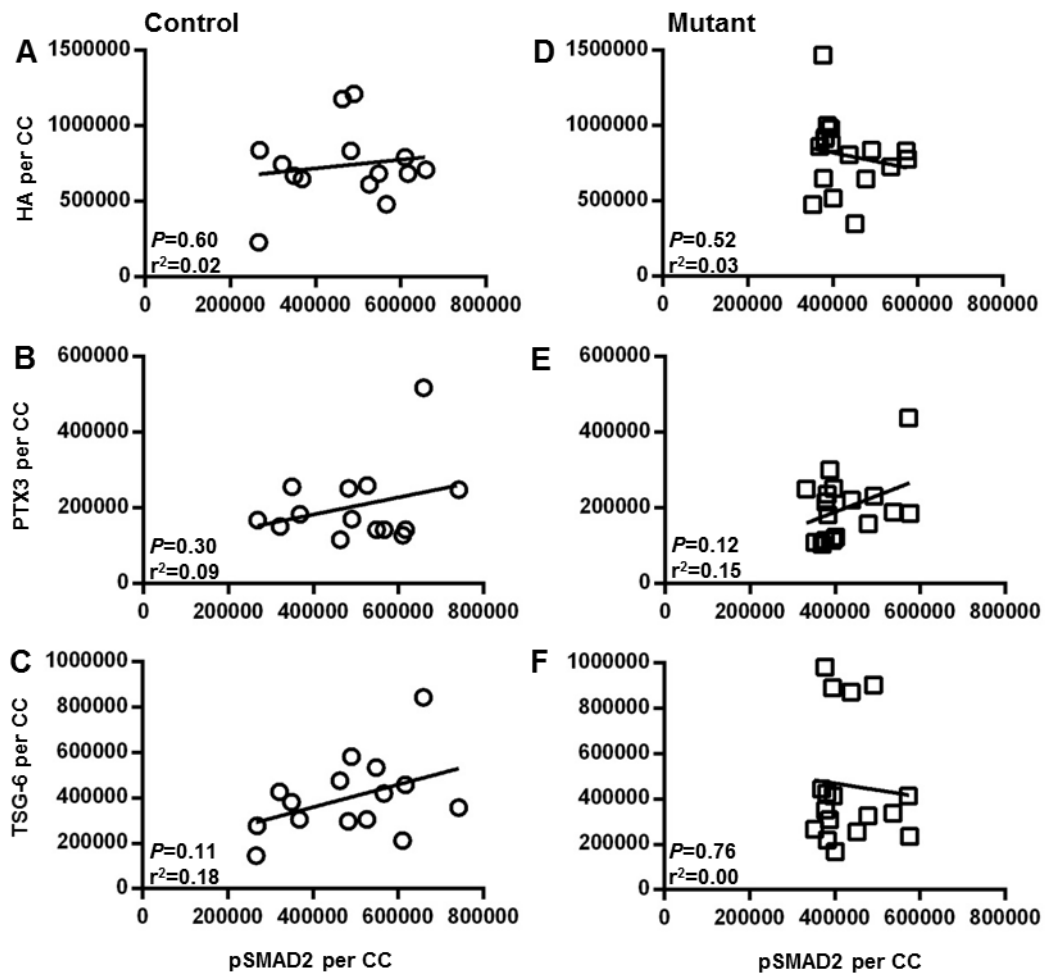 Control
Mutant
A
HA per CC
1500000
1000000
500000
0
P=0.60
r²=0.02
0 200000 400000 600000 800000
D
1500000
1000000
500000
0
P=0.52
r²=0.03
0 200000 400000 600000 800000
B
PTX3 per CC
600000
400000
200000
0
P=0.30
r²=0.09
0 200000 400000 600000 800000
E
600000
400000
200000
0
P=0.12
r²=0.15
0 200000 400000 600000 800000
C
TSG-6 per CC
1000000
800000
600000
400000
200000
0
P=0.11
r²=0.18
0 200000 400000 600000 800000
pSMAD2 per CC
F
1000000
800000
600000
400000
200000
0
P=0.76
r²=0.00
0 200000 400000 600000 800000
pSMAD2 per CC